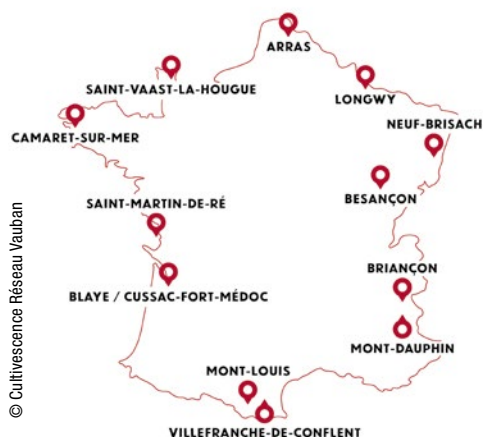 ARRAS
SAINT-VAAST-LA-HOUGUE
LONGWY
NEUF-BRISACH
CAMARET-SUR-MER
BESANÇON
SAINT-MARTIN-DE-RÉ
BRIANÇON
BLAYE / CUSSAC-FORT-MÉDOC
MONT-DAUPHIN
MONT-LOUIS
VILLEFRANCHE-DE-CONFLENT
© Cultivescence Réseau Vauban